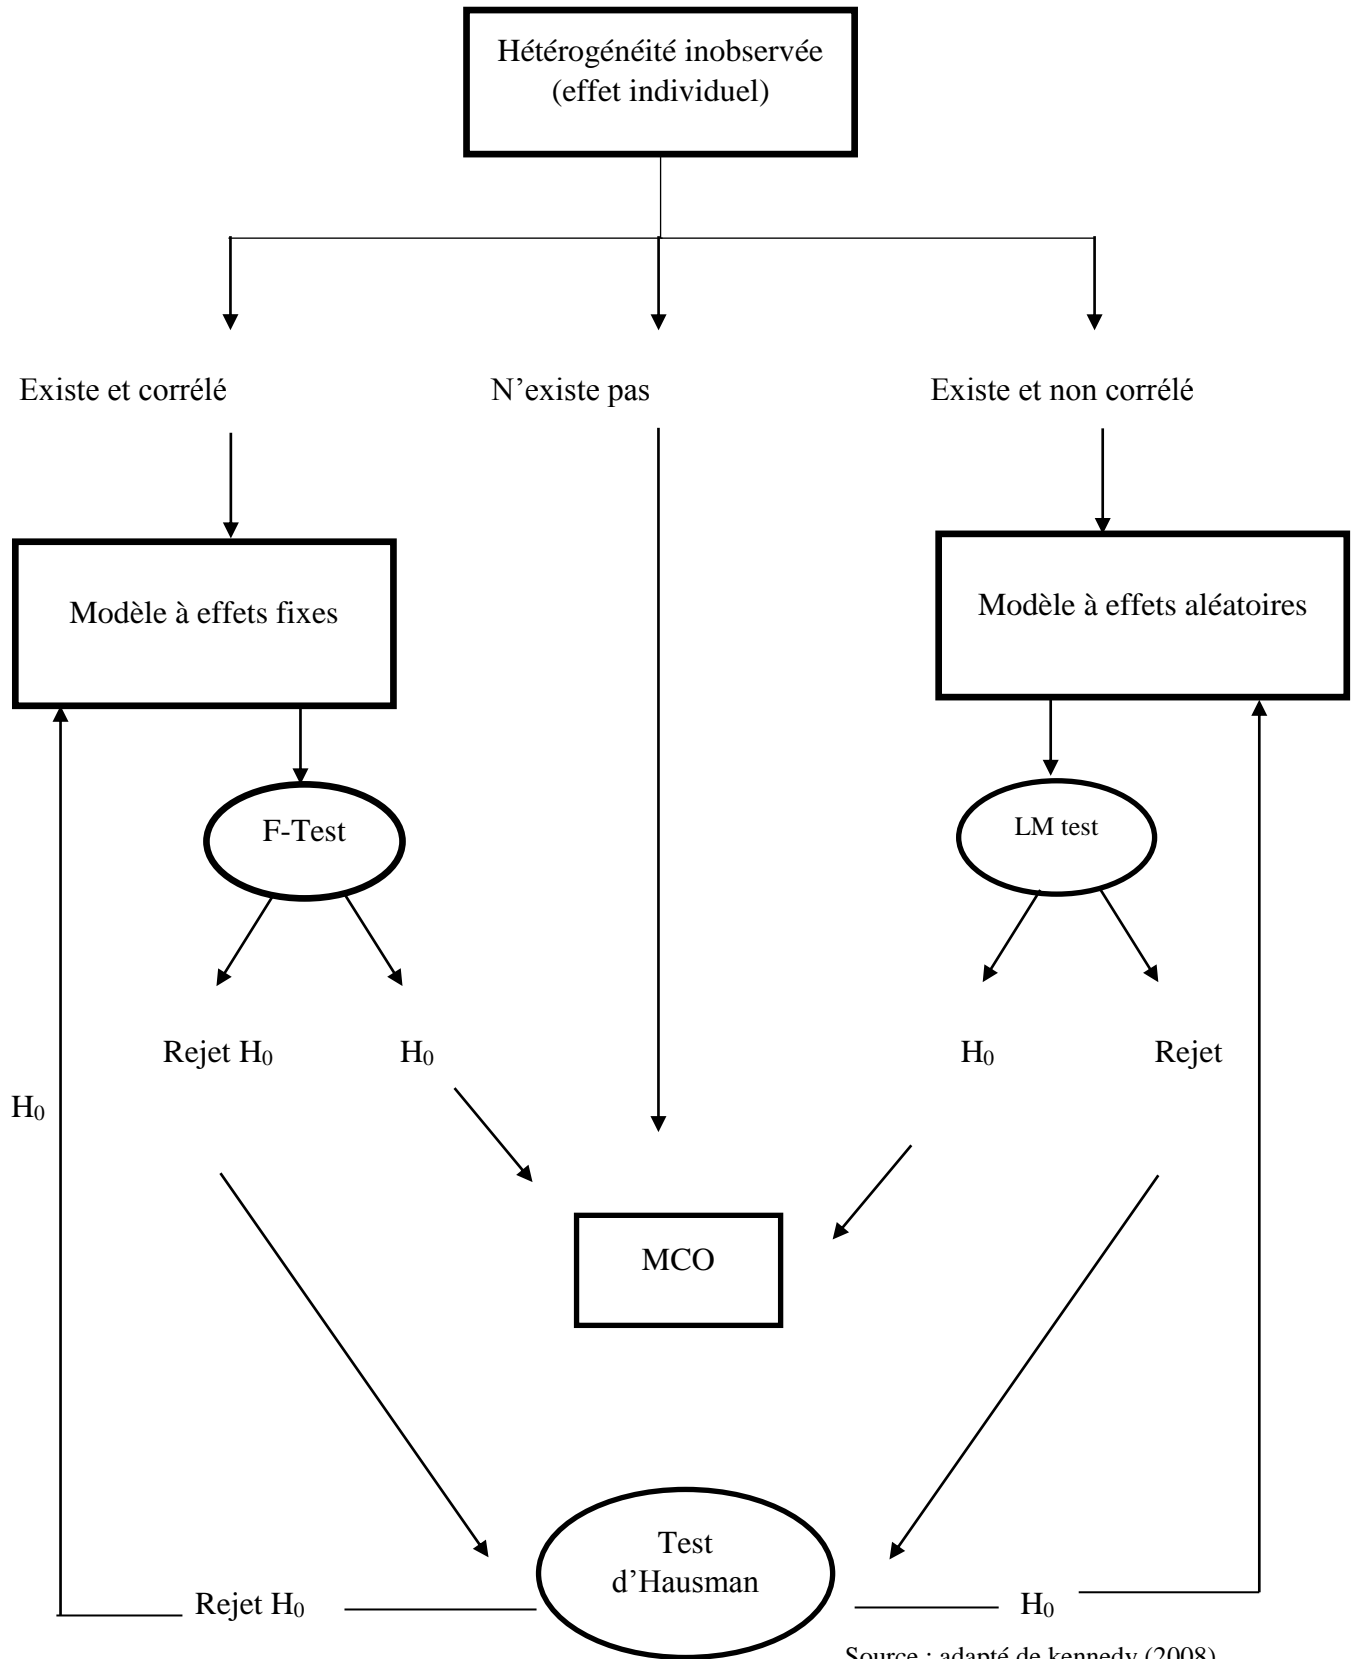 Hétérogénéité inobservée
(effet individuel)
Existe et corrélé
N’existe pas
Existe et non corrélé
Modèle à effets fixes
Modèle à effets aléatoires
F-Test
LM test
Rejet H₀
H₀
H₀
Rejet
H₀
MCO
Test
d’Hausman
Rejet H₀
H₀
Source : adapté de kennedy (2008)